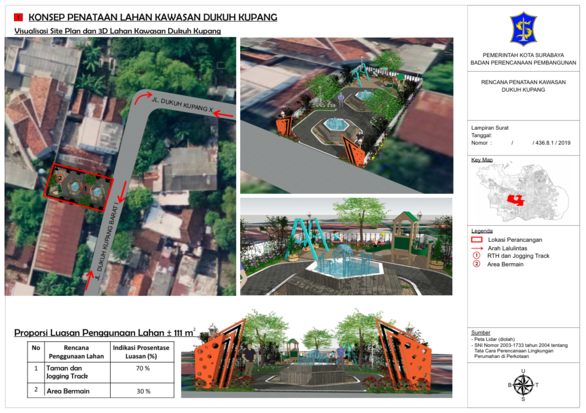 1 KONSEP PENATAAN LAHAN KAWASAN DUKUH KUPANG
Visualisasi Site Plan dan 3D Lahan Kawasan Dukuh Kupang
JL. DUKUH KUPANG X
JL. DUKUH KUPANG BARAT I
2
1
Proporsi Luasan Penggunaan Lahan ± 111 m²
No Rencana Penggunaan Lahan Indikasi Prosentase Luasan (%)
1 Taman dan Jogging Track 70 %
2 Area Bermain 30 %
PEMERINTAH KOTA SURABAYA
BADAN PERENCANAAN PEMBANGUNAN
RENCANA PENATAAN KAWASAN
DUKUH KUPANG
Lampiran Surat
Tanggal:
Nomor : / / 436.8.1 / 2019
Key Map
Legenda
Lokasi Perancangan
Arah Lalulintas
1 RTH dan Jogging Track
2 Area Bermain
Sumber
- Peta Lidar (diolah)
- SNI Nomor 2003-1733 tahun 2004 tentang
Tata Cara Perencanaan Lingkungan
Perumahan di Perkotaan
U
B T
S